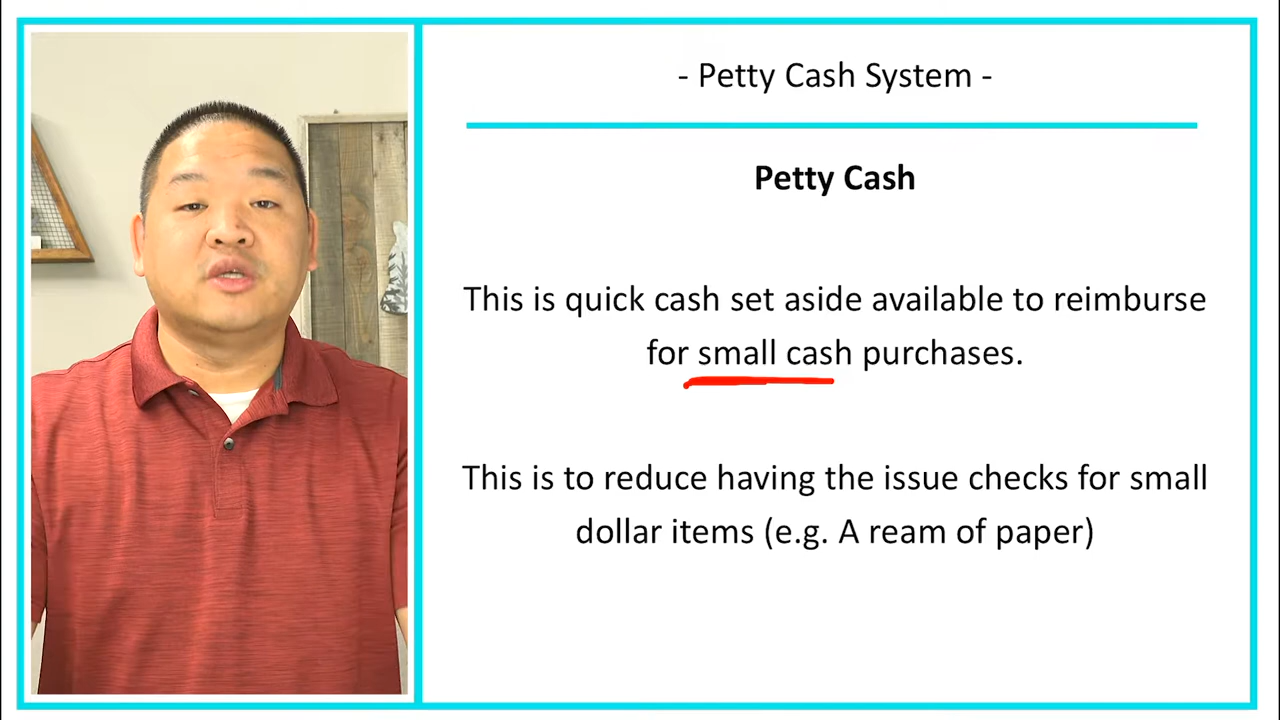 - Petty Cash System -
Petty Cash
This is quick cash set aside available to reimburse
for small cash purchases.
This is to reduce having the issue checks for small
dollar items (e.g. A ream of paper)